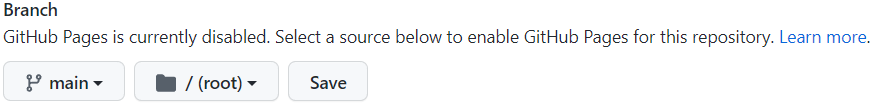 Branch
GitHub Pages is currently disabled. Select a source below to enable GitHub Pages for this repository. Learn more.
main / (root) Save